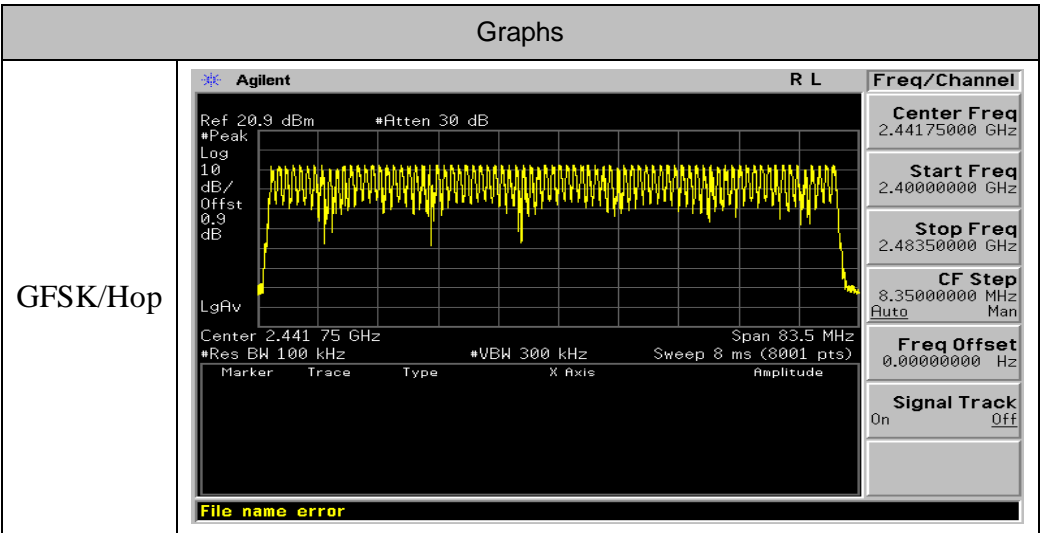 Graphs
GFSK/Hop
Agilent
R L
Ref 20.9 dBm
#Atten 30 dB
#Peak
Log
10
dB/
Offst
0.9
dB
LgAv
Center 2.441 75 GHz
Span 83.5 MHz
#Res BW 100 kHz
#VBW 300 kHz
Sweep 8 ms (8001 pts)
Marker Trace Type X Axis Amplitude
File name error
Freq/Channel
Center Freq
2.44175000 GHz
Start Freq
2.40000000 GHz
Stop Freq
2.48350000 GHz
CF Step
8.35000000 MHz
Auto Man
Freq Offset
0.00000000 Hz
Signal Track
On Off